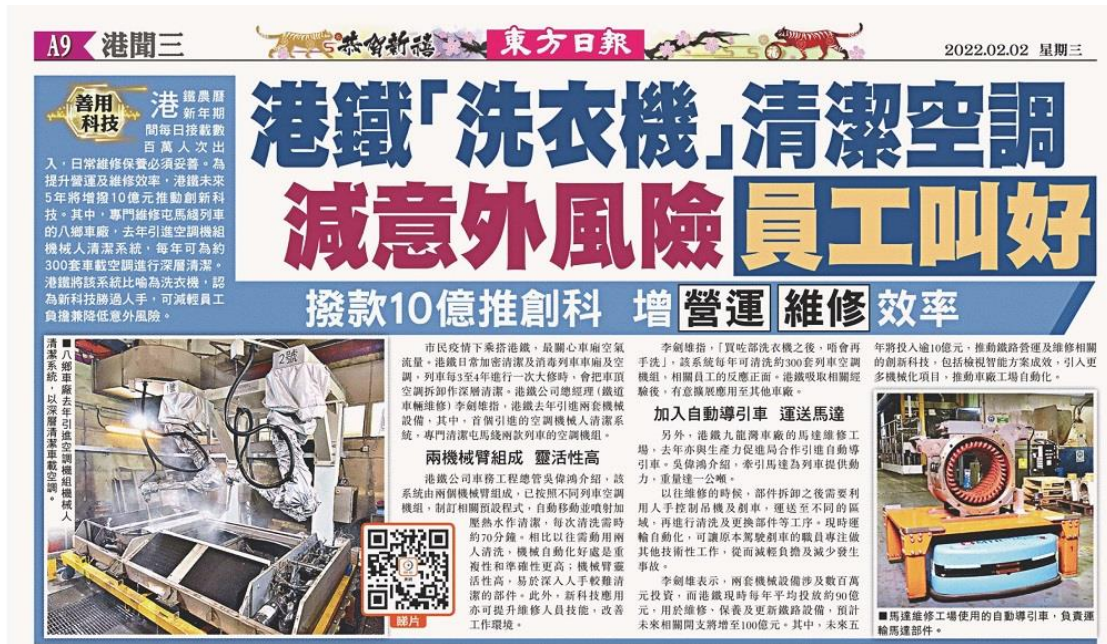 A9 港聞三
恭賀新禧
東方日報
2022.02.02 星期三
善用
科技
港鐵「洗衣機」清潔空調
減意外風險 員工叫好
撥款10億推創科 增營運維修效率
港鐵農曆
新年期
間每日接載數
百萬人次出
入，日常維修保養必須妥善。為
提升營運及維修效率，港鐵未來
5年將增撥10億元推動創新科
技。其中，專門維修屯馬綫列車
的八鄉車廠，去年引進空調機組
機械人清潔系統，每年可為約
300套車載空調進行深層清潔。
港鐵將該系統比喻為洗衣機，認
為新科技勝過人手，可減輕員工
負擔兼降低意外風險。
■八鄉車廠去年引進空調機組機械人
清潔系統，以深層清潔車載空調。
2號
市民疫情下乘搭港鐵，最關心車廂空氣
流量。港鐵日常加密清潔及消毒列車車廂及空
調，列車每3至4年進行一次大修時，會把車頂
空調拆卸作深層清潔。港鐵公司總經理（鐵道
車輛維修）李劍雄指，港鐵去年引進兩套機械
設備，其中，首個引進的空調機械人清潔系
統，專門清潔屯馬綫兩款列車的空調機組。
兩機械臂組成 靈活性高
港鐵公司車務工程總管吳偉鴻介紹，該
系統由兩個機械臂組成，已按照不同列車空調
機組，制訂相關預設程式，自動移動並噴射加
壓熱水作清潔，每次清洗需時
約70分鐘。相比以往需動用兩
人清洗，機械自動化好處是重
複性和準確性更高；機械臂靈
活性高，易於深入人手較難清
潔的部件。此外，新科技應用
亦可提升維修人員技能，改善
工作環境。
睇片
李劍雄指，「買咗部洗衣機之後，唔會再
手洗」。該系統每年可清洗約300套列車空調
機組，相關員工的反應正面。港鐵吸取相關經
驗後，有意擴展應用至其他車廠。
加入自動導引車 運送馬達
另外，港鐵九龍灣車廠的馬達維修工
場，去年亦與生產力促進局合作引進自動導
引車。吳偉鴻介紹，牽引馬達為列車提供動
力，重量達一公噸。
以往維修的時候，部件拆卸之後需要利
用人手控制吊機及剷車，運送至不同的區
域，再進行清洗及更換部件等工序。現時運
輸自動化，可讓原本駕駛剷車的職員專注做
其他技術性工作，從而減輕負擔及減少發生
事故。
李劍雄表示，兩套機械設備涉及數百萬
元投資，而港鐵現時每年平均投放約90億
元，用於維修、保養及更新鐵路設備，預計
未來相關開支將增至100億元。其中，未來五
年將投入逾10億元，推動鐵路營運及維修相關
的創新科技，包括檢視智能方案成效，引入更
多機械化項目，推動車廠工場自動化。
■馬達維修工場使用的自動導引車，負責運
輸馬達部件。